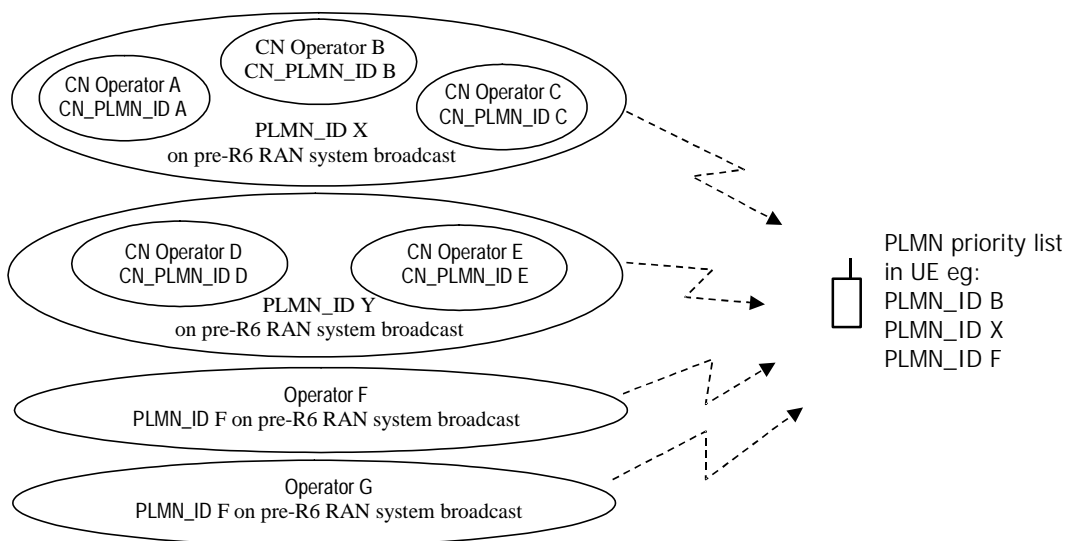 CN Operator B
CN_PLMN_ID B
CN Operator A
CN_PLMN_ID A
CN Operator C
CN_PLMN_ID C
PLMN_ID X
on pre-R6 RAN system broadcast
CN Operator D
CN_PLMN_ID D
CN Operator E
CN_PLMN_ID E
PLMN_ID Y
on pre-R6 RAN system broadcast
Operator F
PLMN_ID F on pre-R6 RAN system broadcast
Operator G
PLMN_ID F on pre-R6 RAN system broadcast
PLMN priority list
in UE eg:
PLMN_ID B
PLMN_ID X
PLMN_ID F